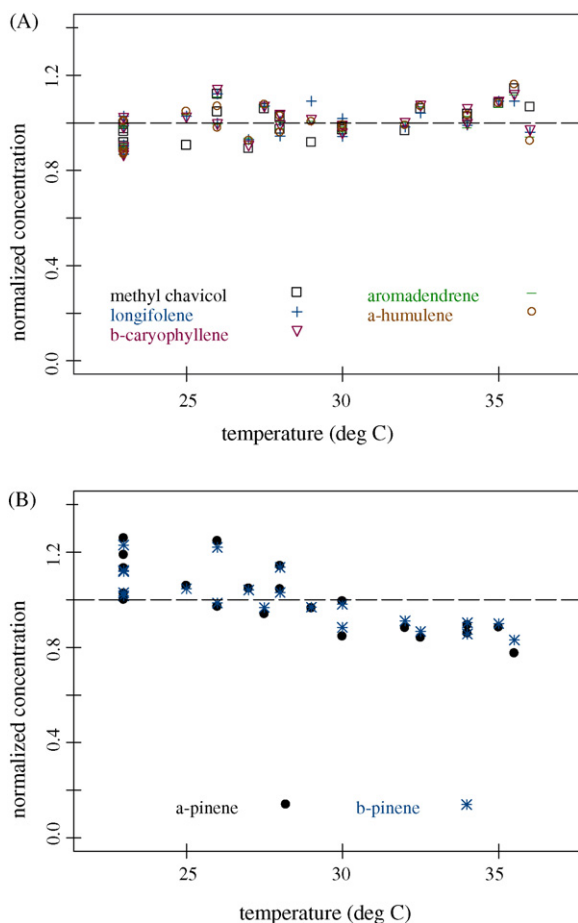 (A)
normalized concentration
0.0 0.4 0.8 1.2
methyl chavicol aromadendrene
longifolene a-humulene
b-caryophyllene
25 30 35
temperature (deg C)
(B)
normalized concentration
0.0 0.4 0.8 1.2
a-pinene b-pinene
25 30 35
temperature (deg C)